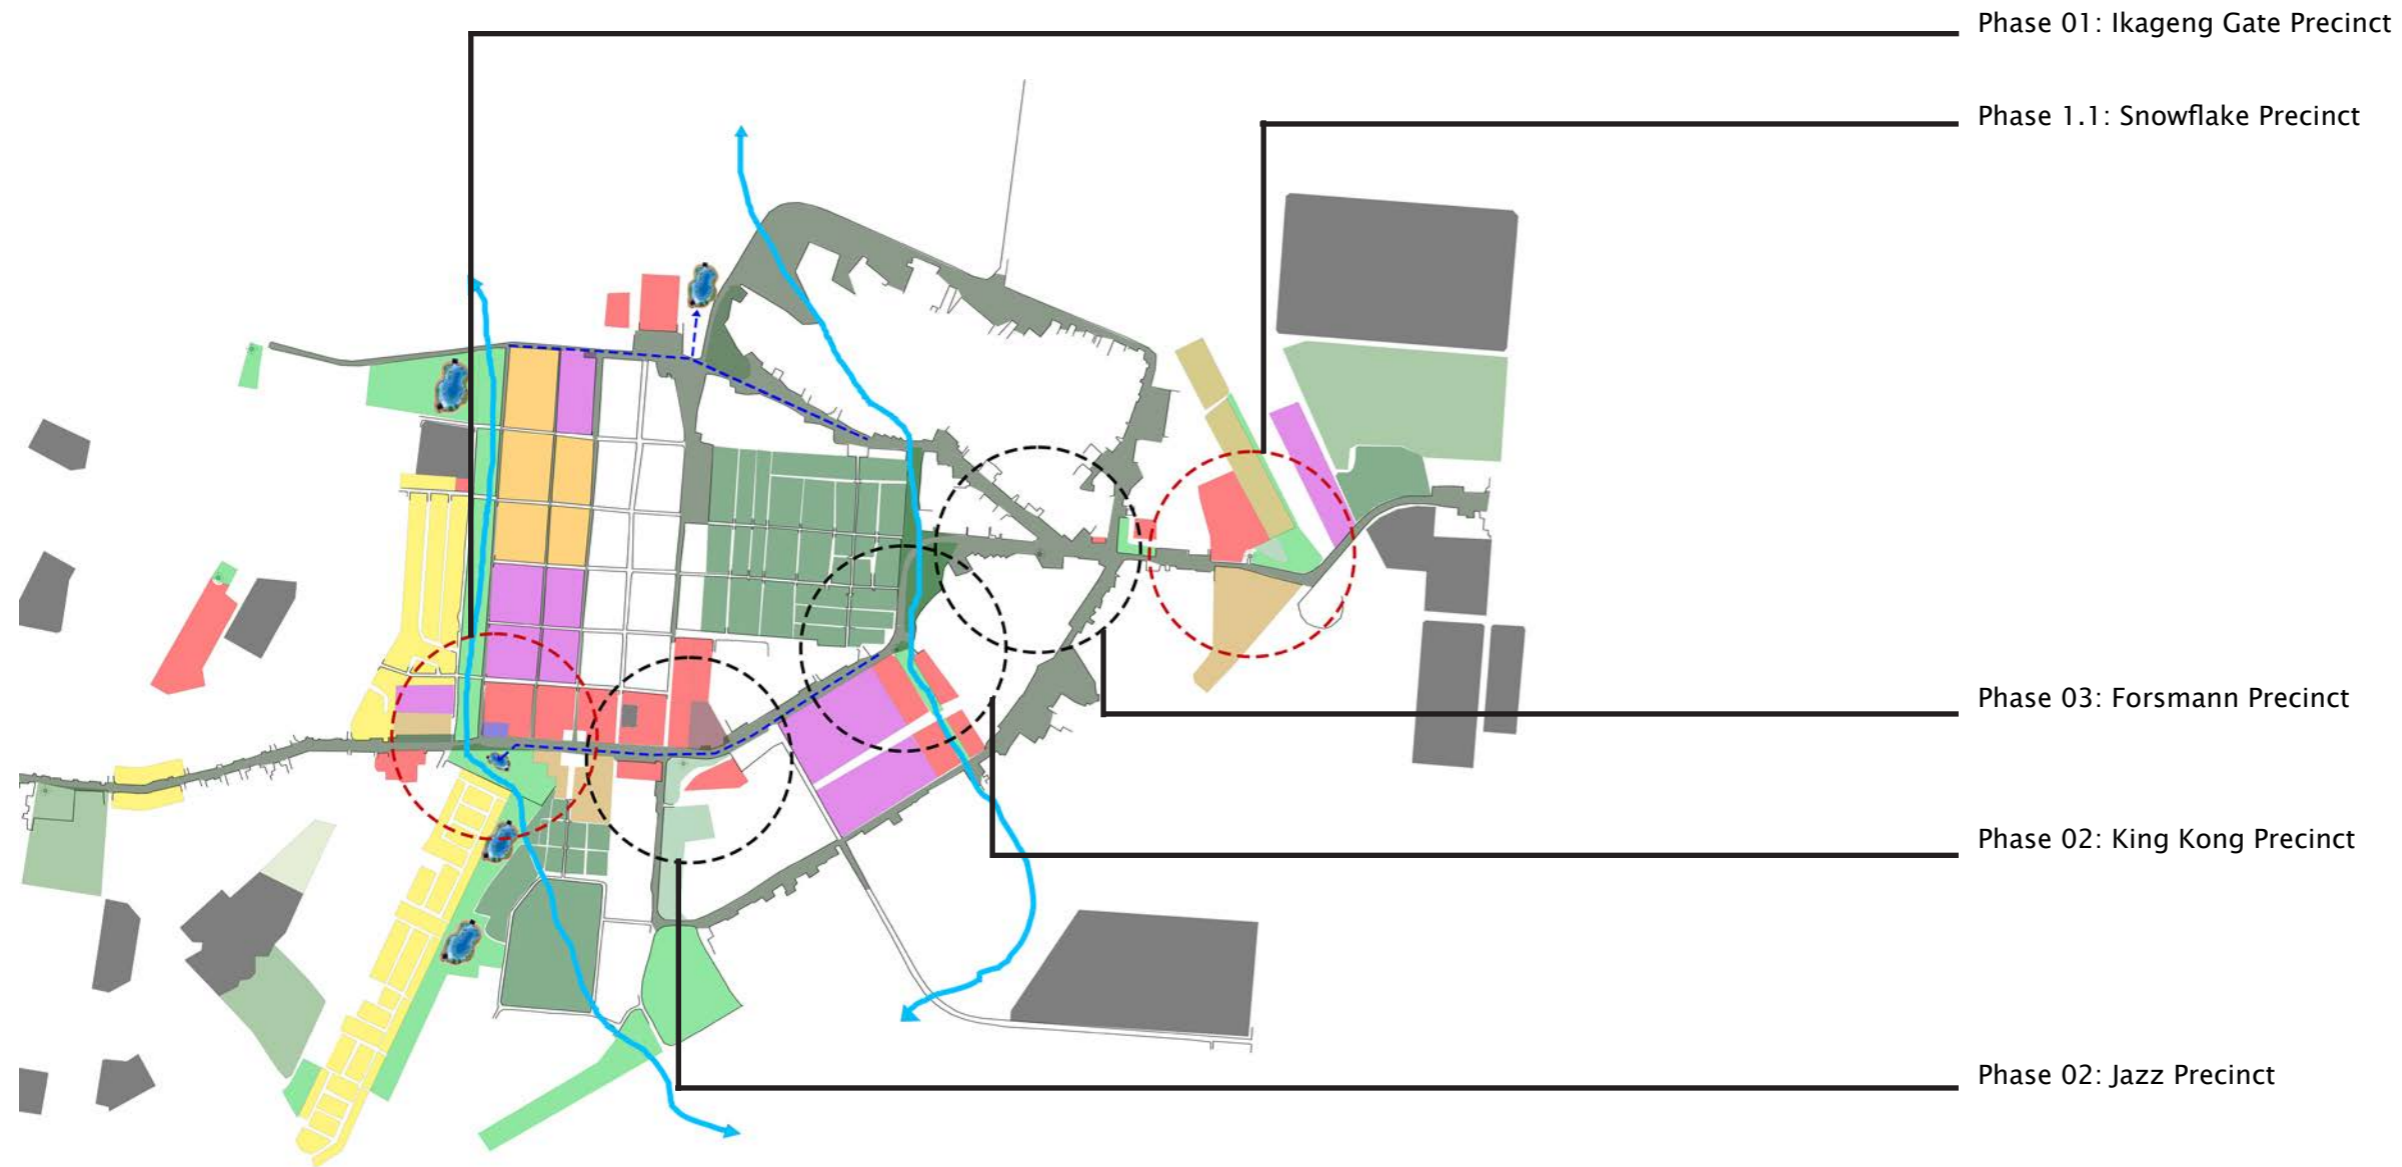 Phase 01: Ikageng Gate Precinct
Phase 1.1: Snowflake Precinct
Phase 03: Forsmann Precinct
Phase 02: King Kong Precinct
Phase 02: Jazz Precinct